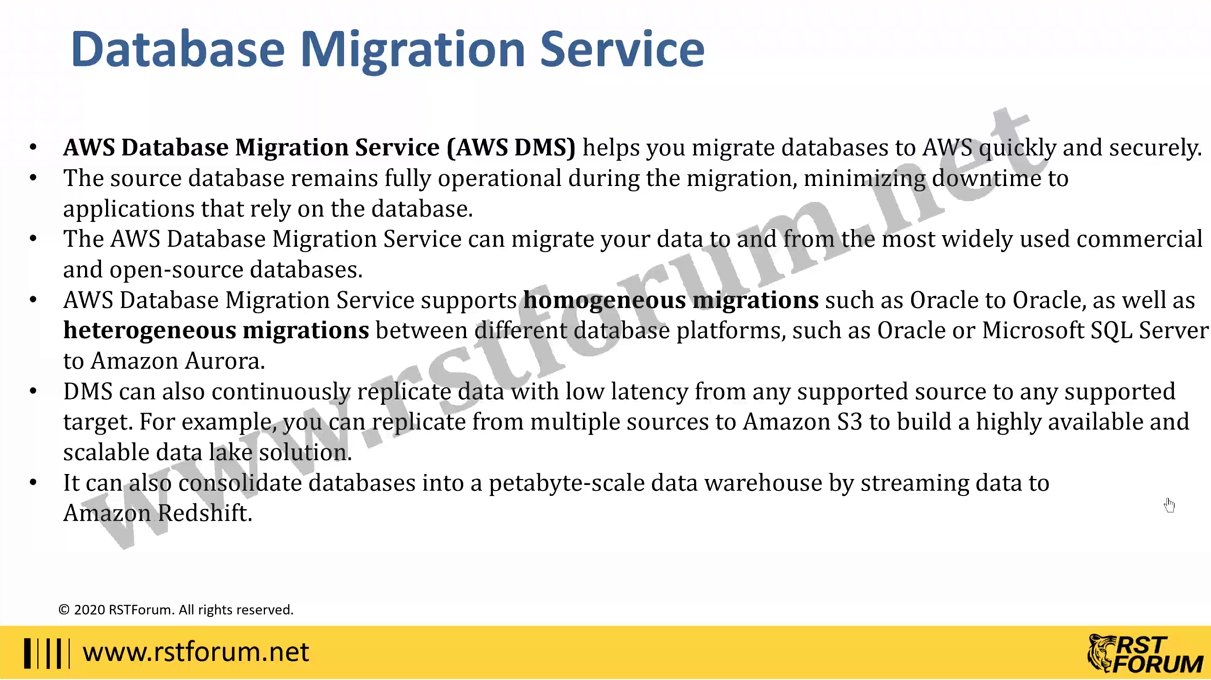 Database Migration Service
• AWS Database Migration Service (AWS DMS) helps you migrate databases to AWS quickly and securely.
• The source database remains fully operational during the migration, minimizing downtime to
applications that rely on the database.
• The AWS Database Migration Service can migrate your data to and from the most widely used commercial
and open-source databases.
• AWS Database Migration Service supports homogeneous migrations such as Oracle to Oracle, as well as
heterogeneous migrations between different database platforms, such as Oracle or Microsoft SQL Server
to Amazon Aurora.
• DMS can also continuously replicate data with low latency from any supported source to any supported
target. For example, you can replicate from multiple sources to Amazon S3 to build a highly available and
scalable data lake solution.
• It can also consolidate databases into a petabyte-scale data warehouse by streaming data to
Amazon Redshift.
www.rstforum.net
© 2020 RSTForum. All rights reserved.
www.rstforum.net
RST
FORUM